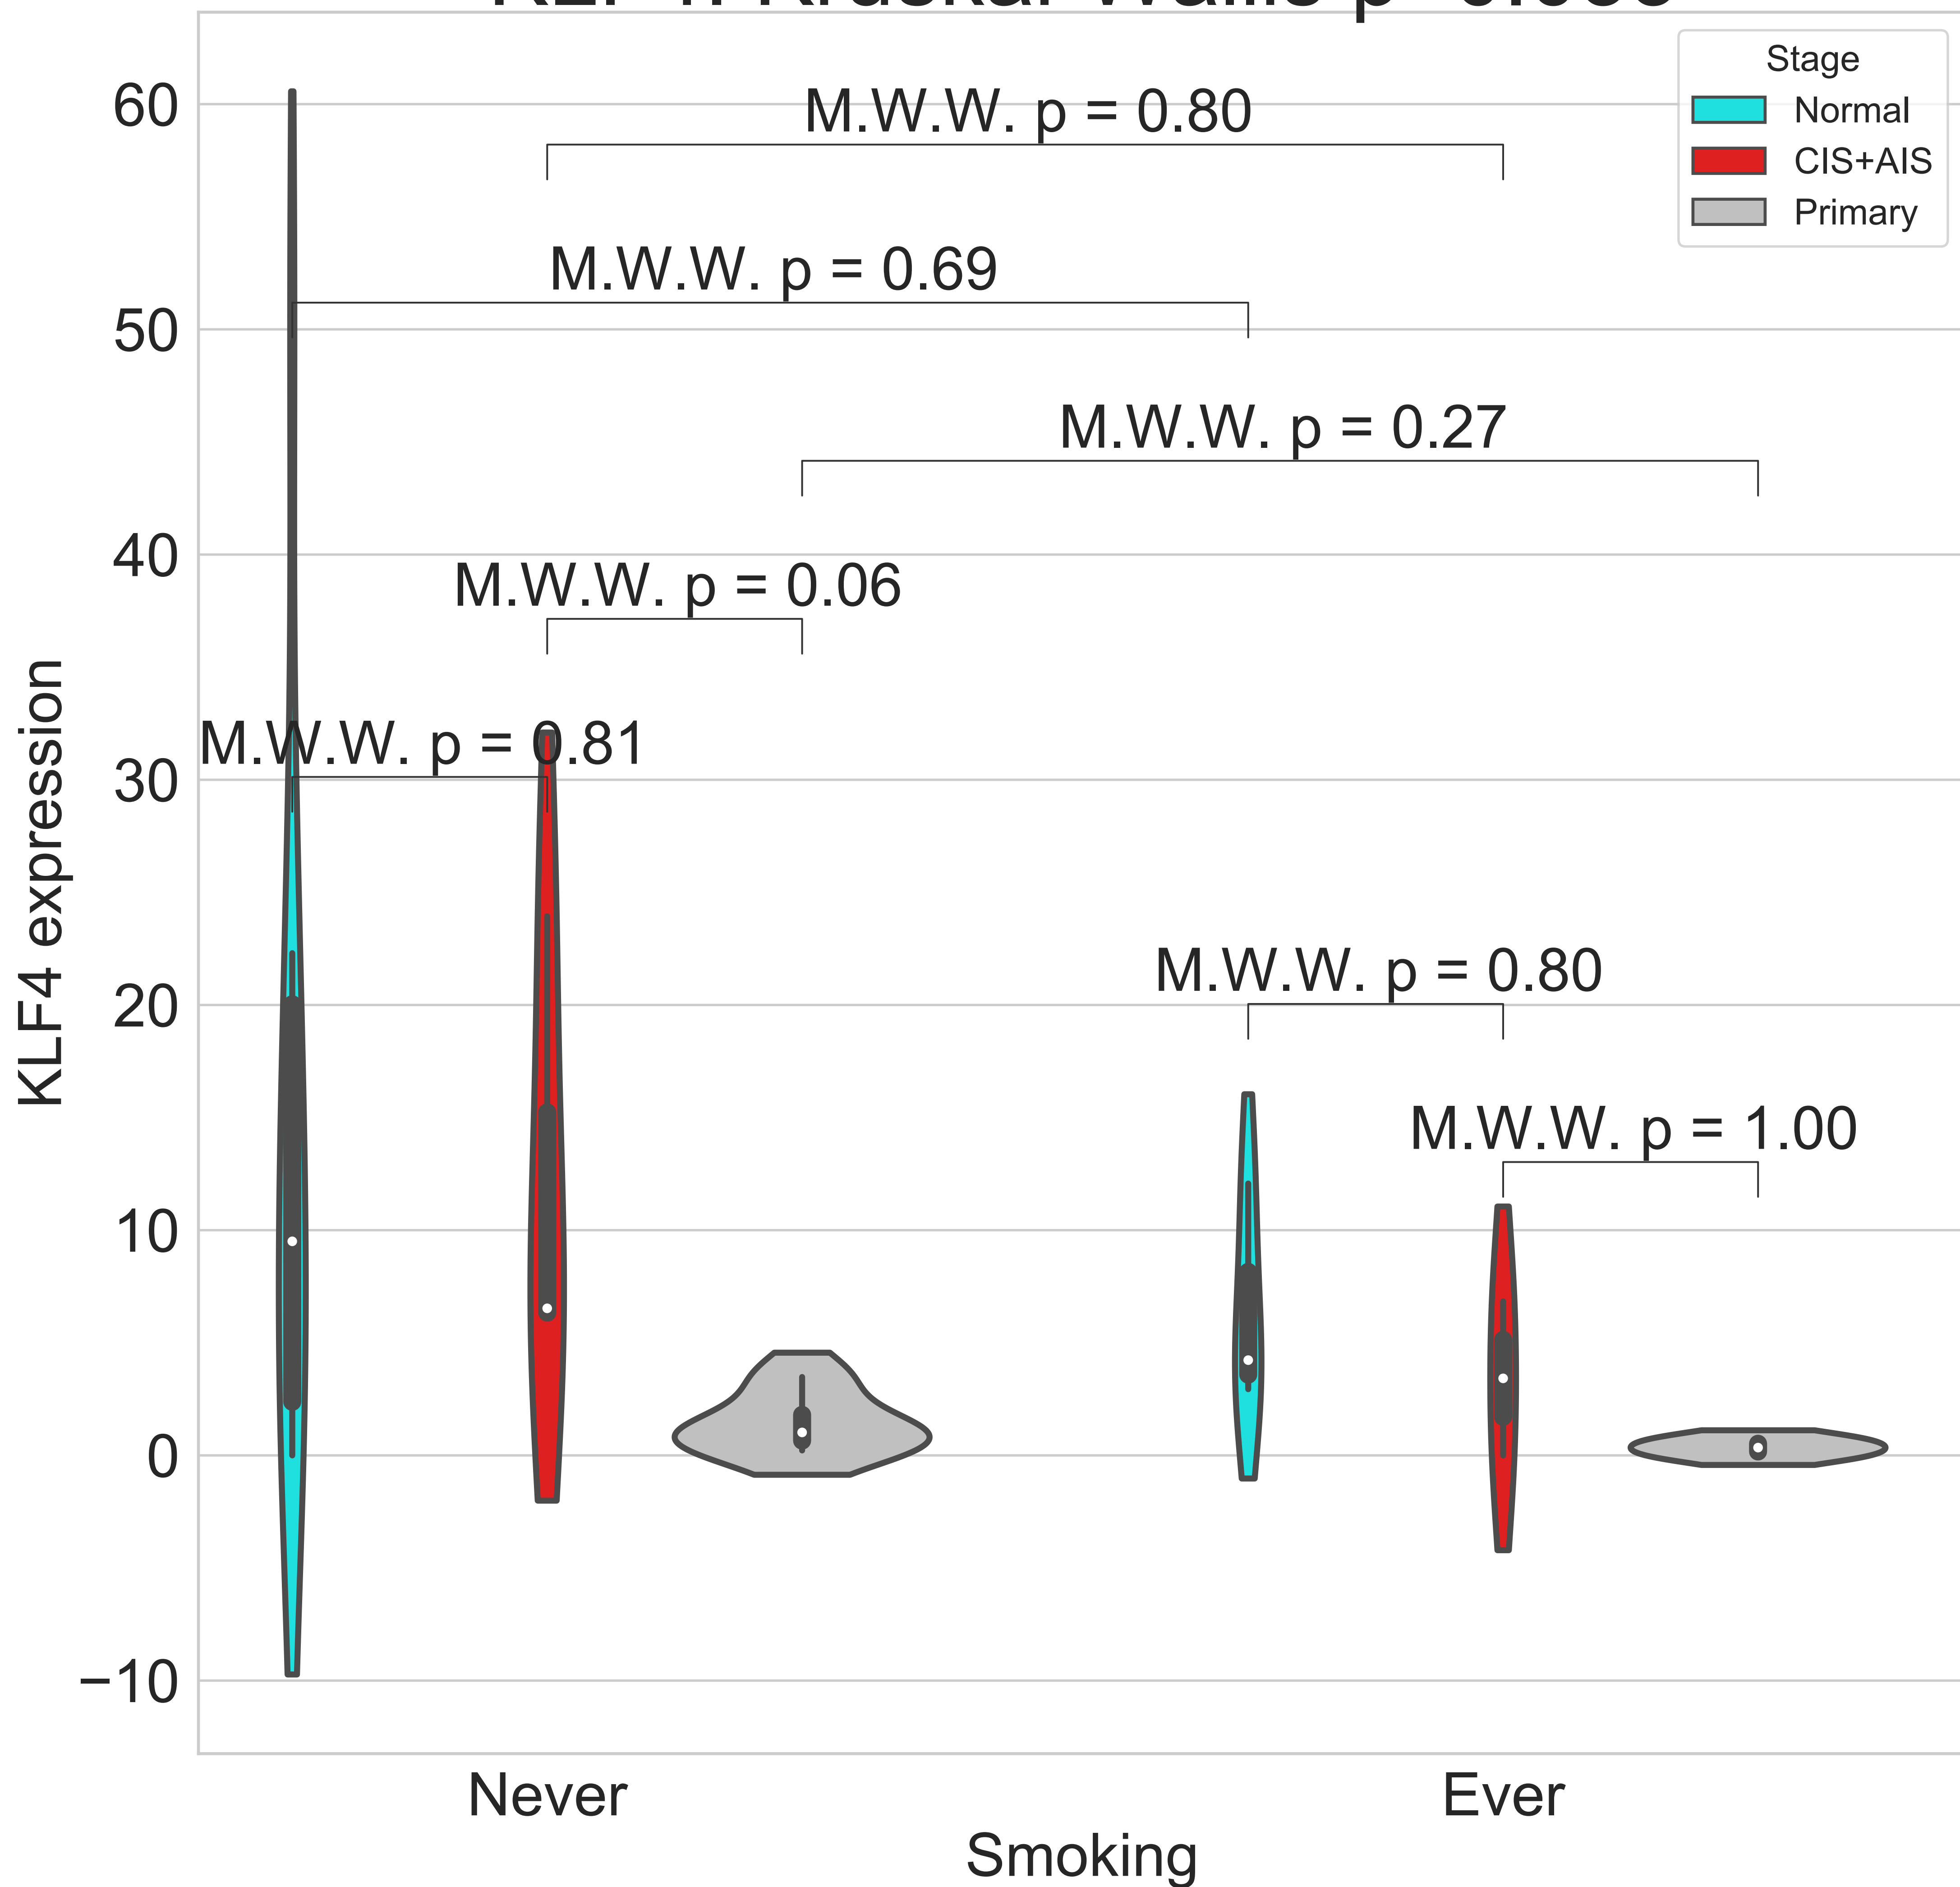 Stage
Normal
CIS+AIS
Primary
60
50
40
30
20
10
0
−10
KLF4 expression
M.W.W. p = 0.80
M.W.W. p = 0.69
M.W.W. p = 0.27
M.W.W. p = 0.06
M.W.W. p = 0.81
M.W.W. p = 0.80
M.W.W. p = 1.00
Never
Ever
Smoking